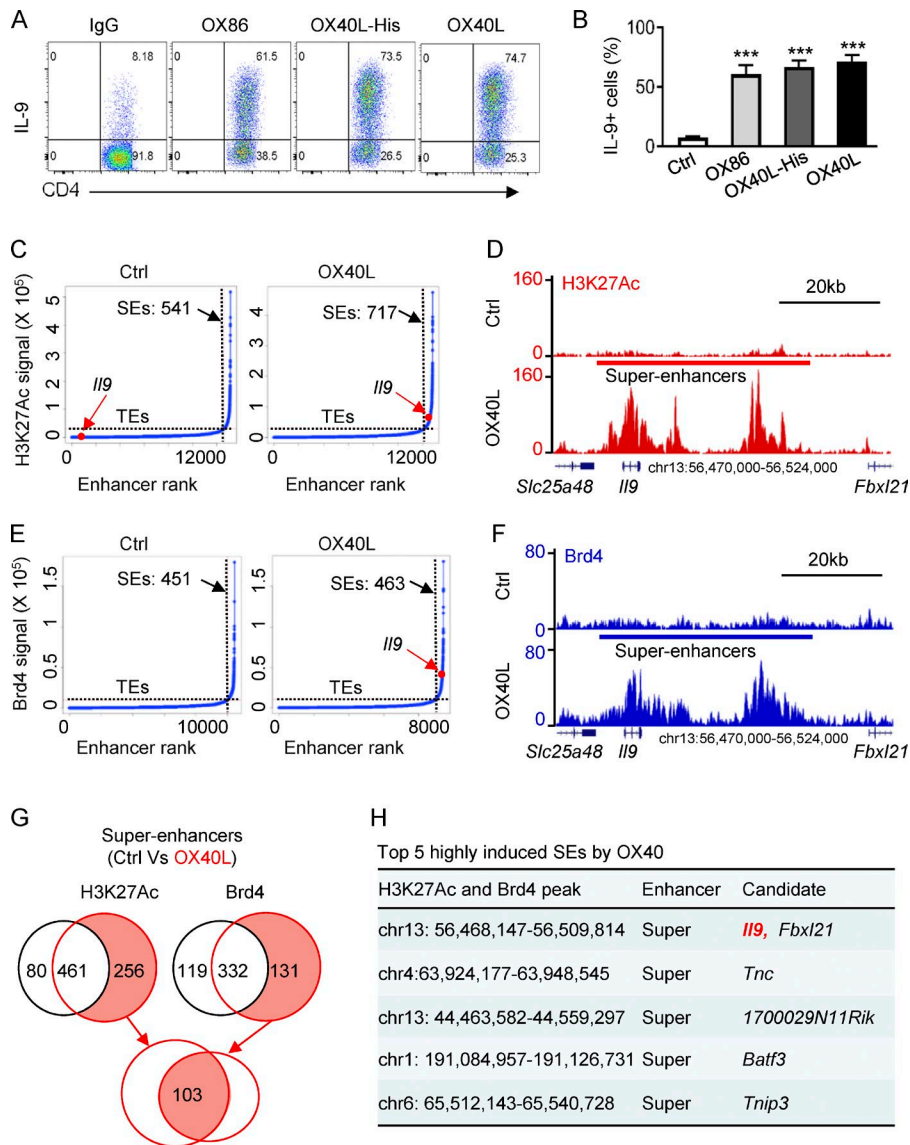 A
IgG
OX86
OX40L-His
OX40L
0
8.18
0
61.5
0
73.5
0
74.7
IL-9
0
91.8
0
38.5
0
26.5
0
25.3
CD4
B
IL-9+ cells (%)
100
50
0
***
***
***
Ctrl
OX86
OX40L-His
OX40L
C
Ctrl
OX40L
H3K27Ac signal (X 10⁵)
5
4
3
2
1
0
SEs: 541
Il9
TEs
0
12000
Enhancer rank
4
3
2
1
0
SEs: 717
Il9
TEs
0
12000
Enhancer rank
D
160
H3K27Ac
20kb
Ctrl
0
160
Super-enhancers
OX40L
0
chr13:56,470,000-56,524,000
Slc25a48
Il9
Fbxl21
E
Ctrl
OX40L
Brd4 signal (X 10⁵)
1.5
1
0.5
0
SEs: 451
TEs
0
10000
Enhancer rank
1.5
1
0.5
0
SEs: 463
Il9
TEs
0
8000
Enhancer rank
F
80
Brd4
20kb
Ctrl
0
80
Super-enhancers
OX40L
0
chr13:56,470,000-56,524,000
Slc25a48
Il9
Fbxl21
G
Super-enhancers
(Ctrl Vs OX40L)
H3K27Ac
Brd4
80
461
256
119
332
131
103
H
Top 5 highly induced SEs by OX40
H3K27Ac and Brd4 peak Enhancer Candidate
chr13: 56,468,147-56,509,814 Super Il9, Fbxl21
chr4:63,924,177-63,948,545 Super Tnc
chr13: 44,463,582-44,559,297 Super 1700029N11Rik
chr1: 191,084,957-191,126,731 Super Batf3
chr6: 65,512,143-65,540,728 Super Tnip3